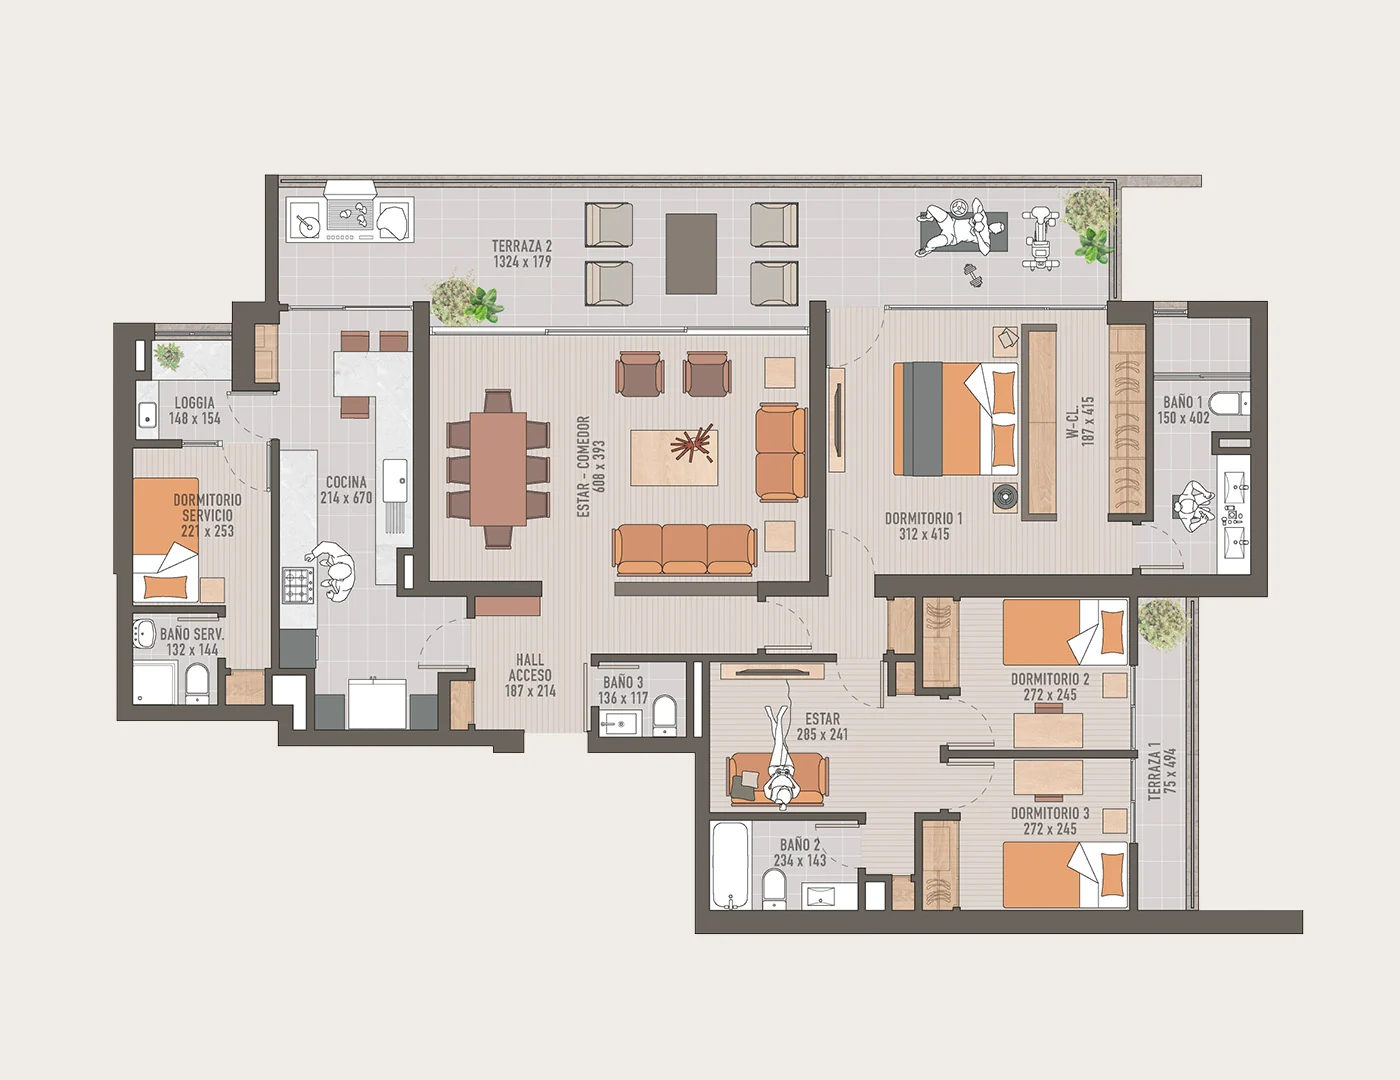 TERRAZA 2
1324 x 179
LOGGIA
148 x 154
ESTAR - COMEDOR
608 x 393
W-CL.
187 x 415
BAÑO 1
150 x 402
COCINA
214 x 670
DORMITORIO
SERVICIO
221 x 253
DORMITORIO 1
312 x 415
BAÑO SERV.
132 x 144
HALL
ACCESO
187 x 214
BAÑO 3
136 x 117
DORMITORIO 2
272 x 245
ESTAR
285 x 241
TERRAZA 1
75 x 494
DORMITORIO 3
272 x 245
BAÑO 2
234 x 143